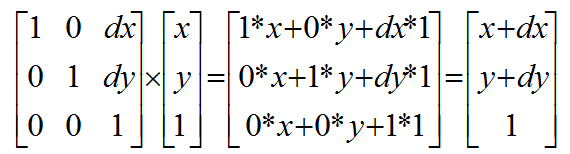 [1 0 dx] [x] [1*x+0*y+dx*1] [x+dx]
[0 1 dy]×[y]=[0*x+1*y+dy*1]=[y+dy]
[0 0 1] [1] [0*x+0*y+1*1] [1]